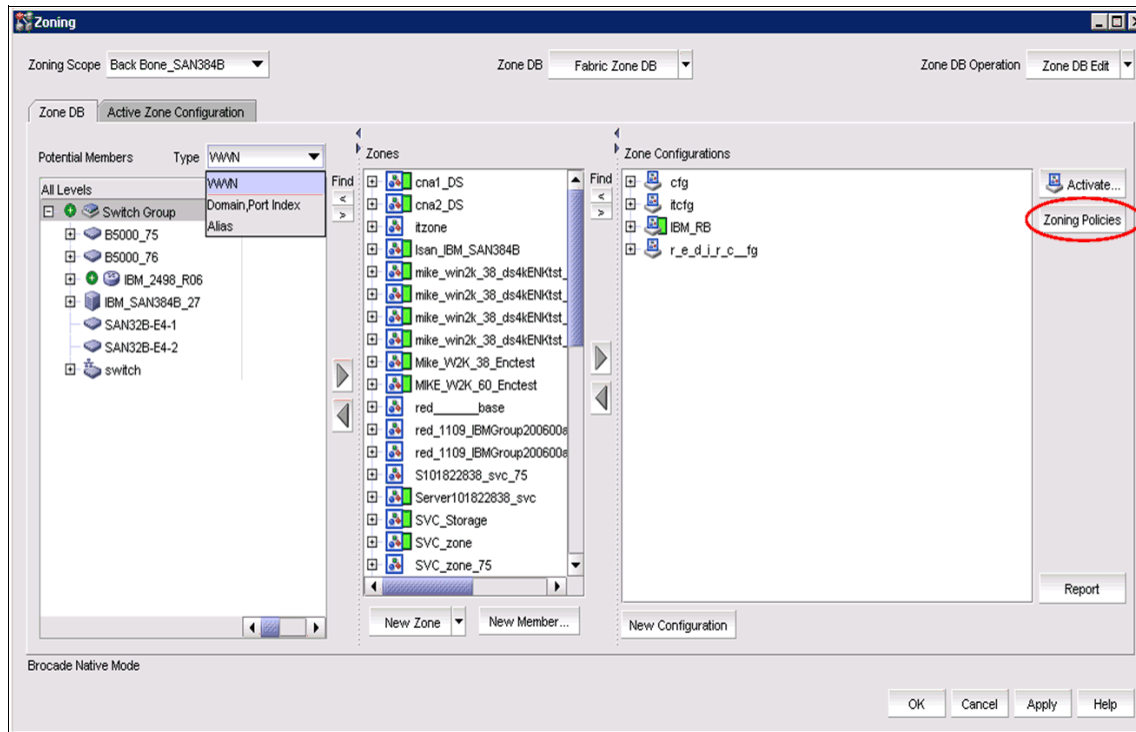 Zoning
Zoning Scope Back Bone_SAN384B Zone DB Fabric Zone DB Zone DB Operation Zone DB Edit
Zone DB Active Zone Configuration
Potential Members Type WWN
WWN
Domain,Port Index
Alias
All Levels
Switch Group
B5000_75
B5000_76
IBM_2498_R06
IBM_SAN384B_27
SAN32B-E4-1
SAN32B-E4-2
switch
Find
<
>
Zones
cna1_DS
cna2_DS
itzone
lsan_IBM_SAN384B
mike_win2k_38_ds4kENKtst_
mike_win2k_38_ds4kENKtst_
mike_win2k_38_ds4kENKtst_
mike_win2k_38_ds4kENKtst_
Mike_W2K_38_Enctest
MIKE_W2K_60_Enctest
red_______base
red_1109_IBMGroup200600a
red_1109_IBMGroup200600a
S101822838_svc_75
Server101822838_svc
SVC_Storage
SVC_zone
SVC_zone_75
New Zone New Member...
Find
<
>
Zone Configurations
cfg
itcfg
IBM_RB
r_e_d_i_r_c__fg
New Configuration
Activate...
Zoning Policies
Report
Brocade Native Mode
OK Cancel Apply Help